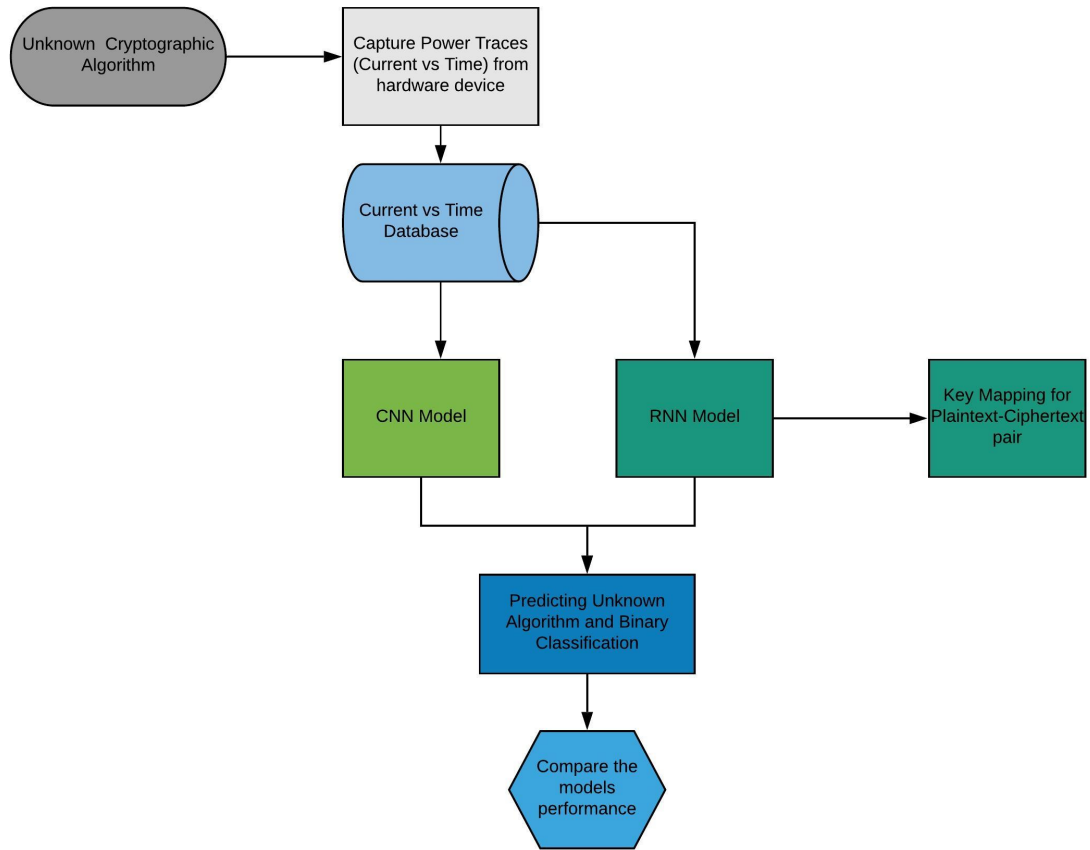 Unknown Cryptographic
Algorithm
Capture Power Traces
(Current vs Time) from
hardware device
Current vs Time
Database
CNN Model
RNN Model
Key Mapping for
Plaintext-Ciphertext
pair
Predicting Unknown
Algorithm and Binary
Classification
Compare the
models
performance